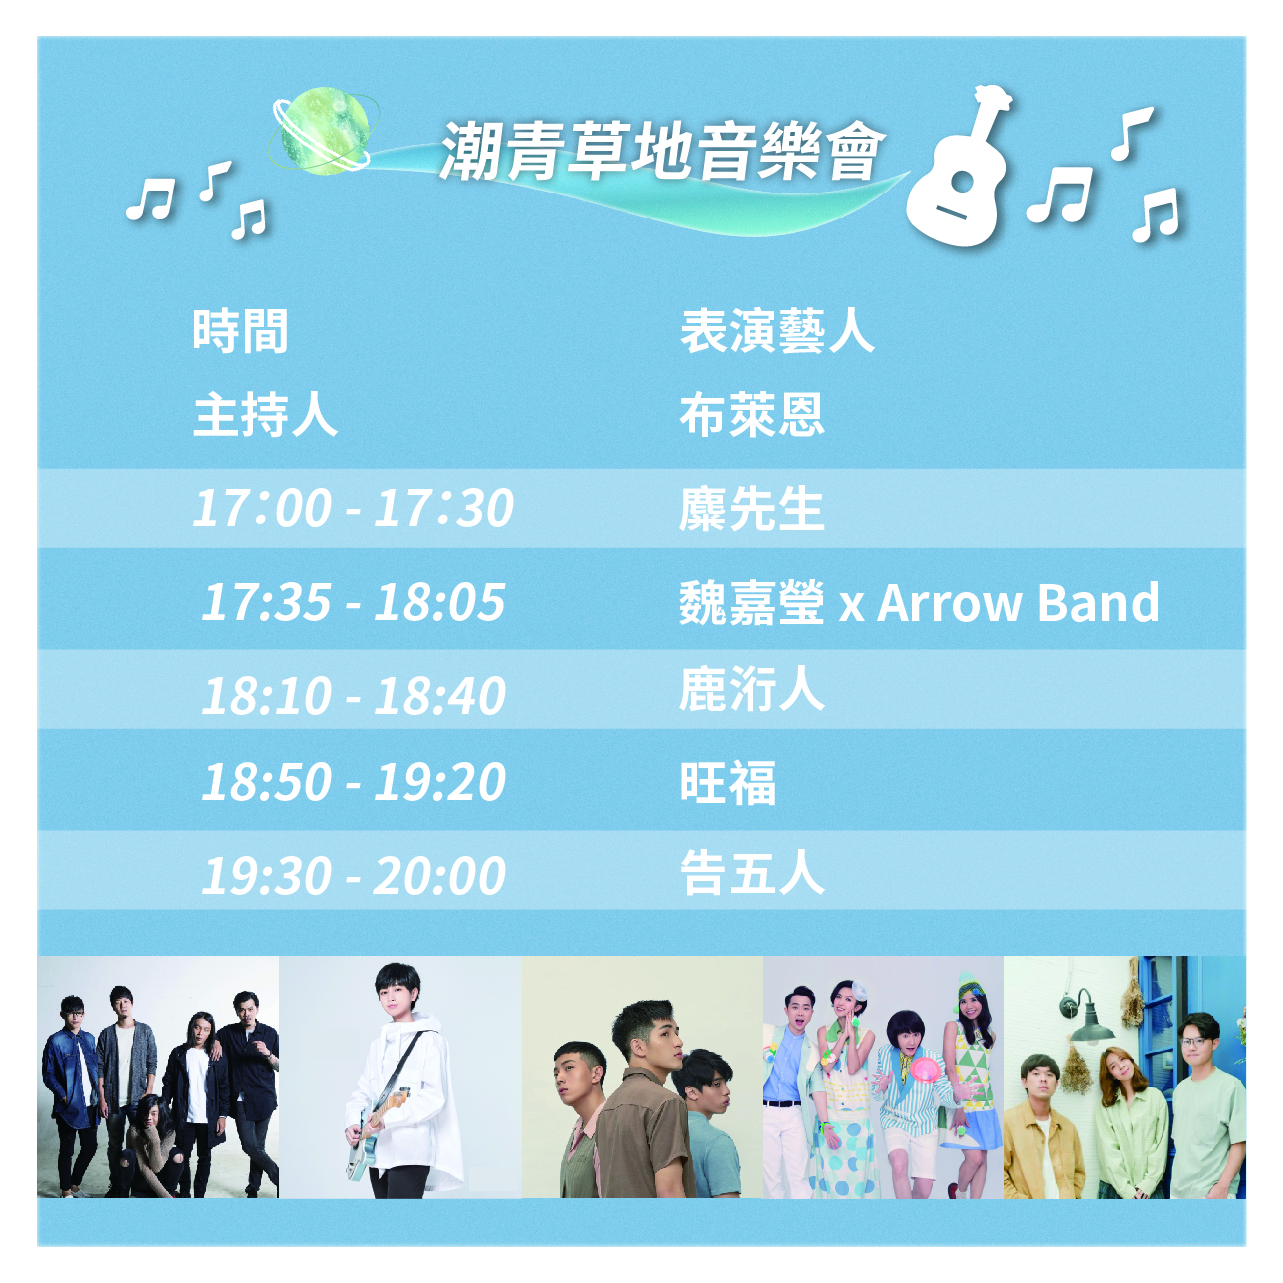 潮青草地音樂會
時間 表演藝人
主持人 布萊恩
17：00 - 17：30 麋先生
17:35 - 18:05 魏嘉瑩 x Arrow Band
18:10 - 18:40 鹿洐人
18:50 - 19:20 旺福
19:30 - 20:00 告五人